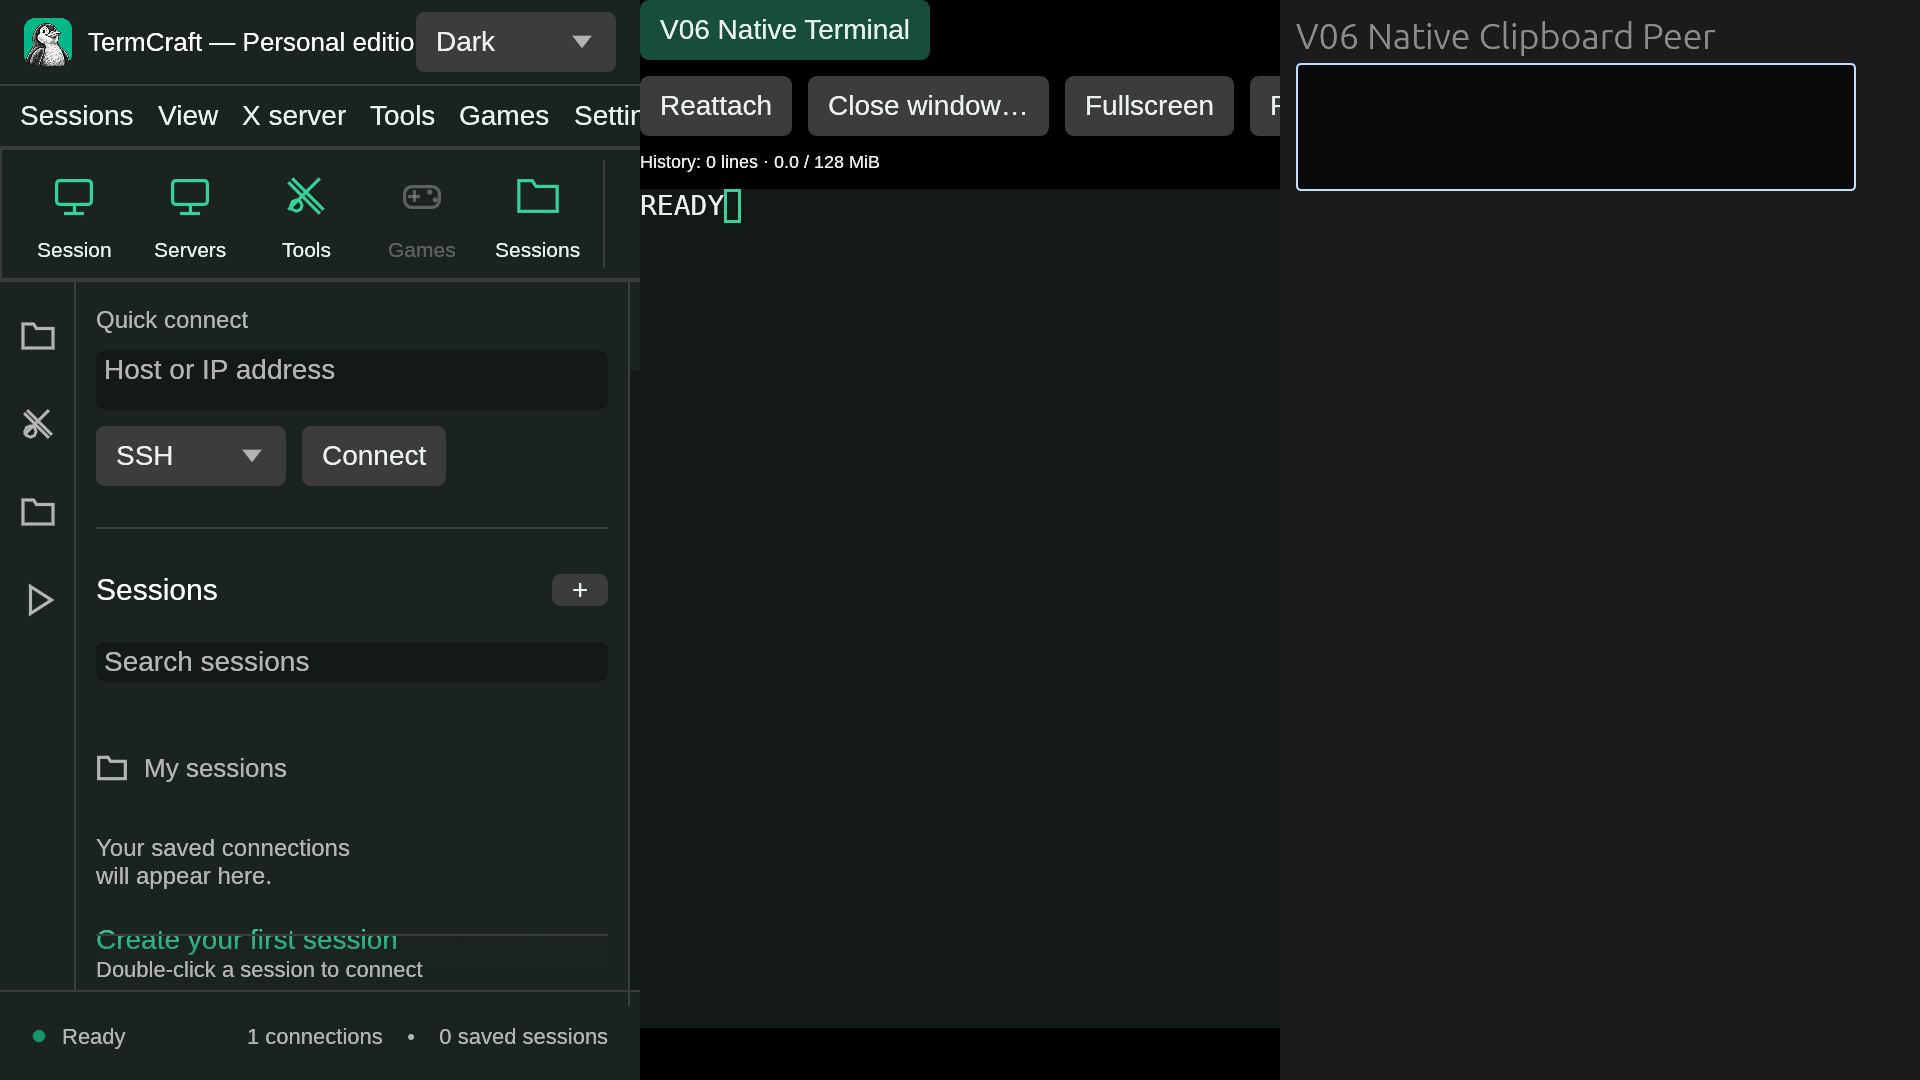 TermCraft — Personal editio
Dark
Sessions View X server Tools Games Settin
Session Servers Tools Games Sessions
Quick connect
Host or IP address
SSH
Connect
Sessions
+
Search sessions
My sessions
Your saved connections
will appear here.
Create your first session
Double-click a session to connect
Ready
1 connections • 0 saved sessions
V06 Native Terminal
Reattach Close window… Fullscreen
History: 0 lines · 0.0 / 128 MiB
READY
V06 Native Clipboard Peer